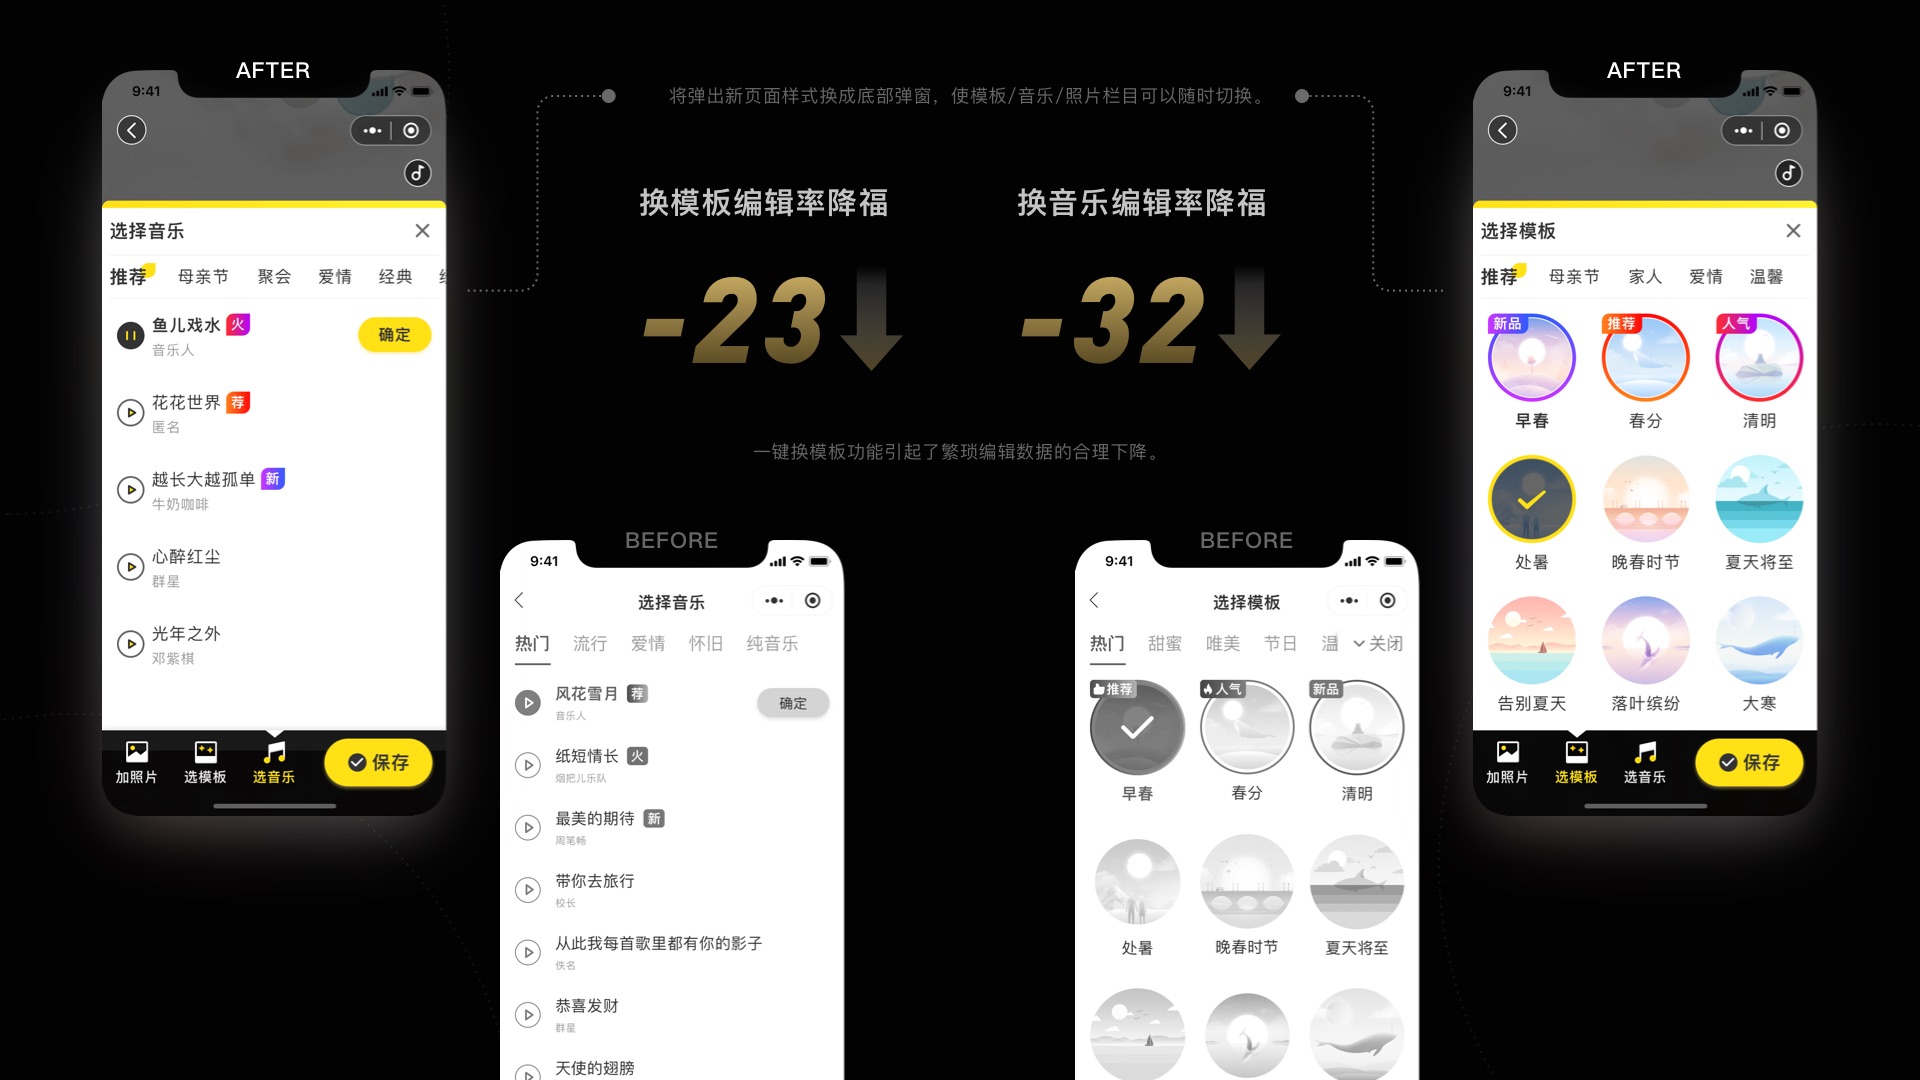 AFTER
9:41
选择音乐
推荐 母亲节 聚会 爱情 经典
鱼儿戏水 火
音乐人
确定
花花世界 荐
匿名
越长大越孤单 新
牛奶咖啡
心醉红尘
群星
光年之外
邓紫棋
加照片 选模板 选音乐 保存
将弹出新页面样式换成底部弹窗，使模板/音乐/照片栏目可以随时切换。
换模板编辑率降福
-23
换音乐编辑率降福
-32
一键换模板功能引起了繁琐编辑数据的合理下降。
BEFORE
9:41
选择音乐
热门 流行 爱情 怀旧 纯音乐
风花雪月 荐
音乐人
确定
纸短情长 火
烟把儿乐队
最美的期待 新
周笔畅
带你去旅行
校长
从此我每首歌里都有你的影子
佚名
恭喜发财
群星
天使的翅膀
BEFORE
9:41
选择模板
热门 甜蜜 唯美 节日 温 关闭
推荐 人气 新品
早春 春分 清明
处暑 晚春时节 夏天将至
AFTER
9:41
选择模板
推荐 母亲节 家人 爱情 温馨
新品 推荐 人气
早春 春分 清明
处暑 晚春时节 夏天将至
告别夏天 落叶缤纷 大寒
加照片 选模板 选音乐 保存